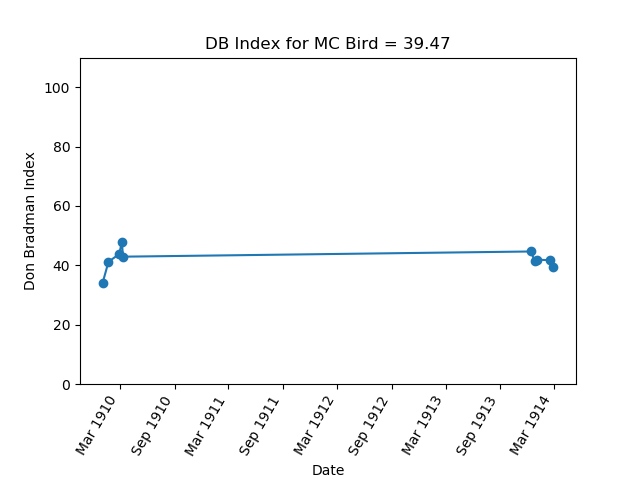 DB Index for MC Bird = 39.47
100
80
60
40
20
0
Don Bradman Index
Mar 1910
Sep 1910
Mar 1911
Sep 1911
Mar 1912
Sep 1912
Mar 1913
Sep 1913
Mar 1914
Date